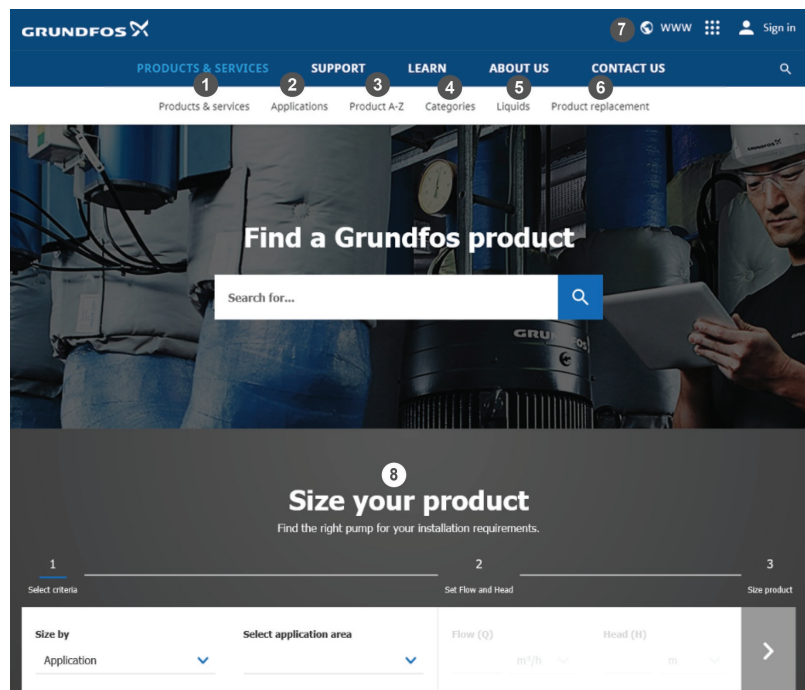 GRUNDFOS
7 WWW Sign in
PRODUCTS & SERVICES SUPPORT LEARN ABOUT US CONTACT US
1 2 3 4 5 6
Products & services Applications Product A-Z Categories Liquids Product replacement
GRUNDFOS
Find a Grundfos product
Search for...
8
Size your product
Find the right pump for your installation requirements.
1 2 3
Select criteria Set Flow and Head Size product
Size by Select application area Flow (Q) Head (H)
Application m³/h m